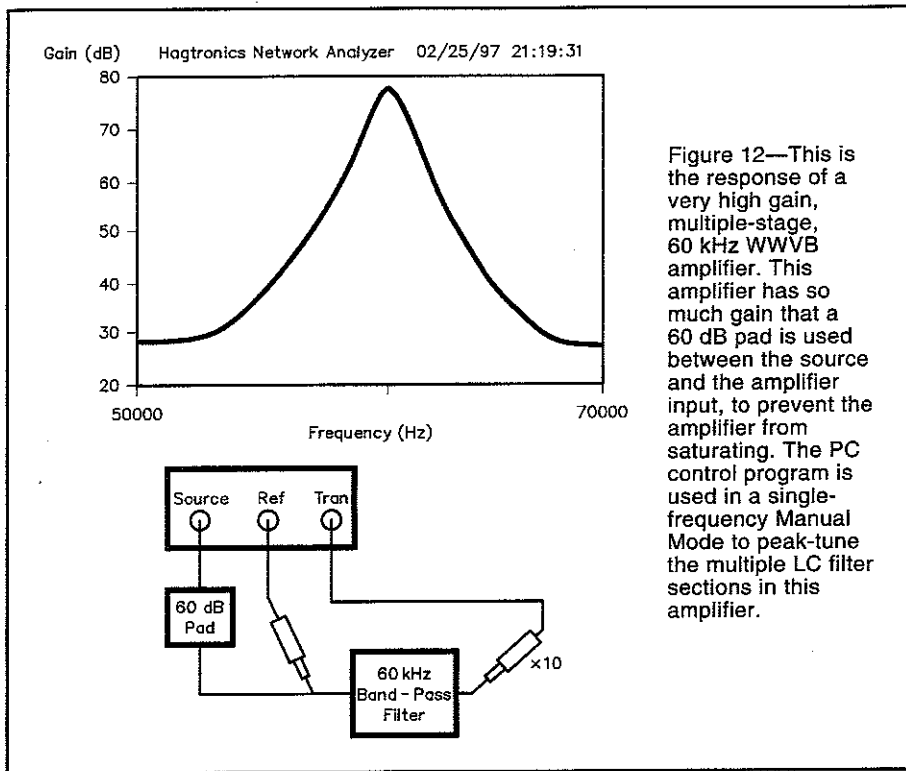 Gain (dB) Hagtronics Network Analyzer 02/25/97 21:19:31
80
70
60
50
40
30
20
50000
70000
Frequency (Hz)
Source Ref Tran
60 dB
Pad
60 kHz
Band-Pass
Filter
×10
Figure 12—This is
the response of a
very high gain,
multiple-stage,
60 kHz WWVB
amplifier. This
amplifier has so
much gain that a
60 dB pad is used
between the source
and the amplifier
input, to prevent the
amplifier from
saturating. The PC
control program is
used in a single-
frequency Manual
Mode to peak-tune
the multiple LC filter
sections in this
amplifier.